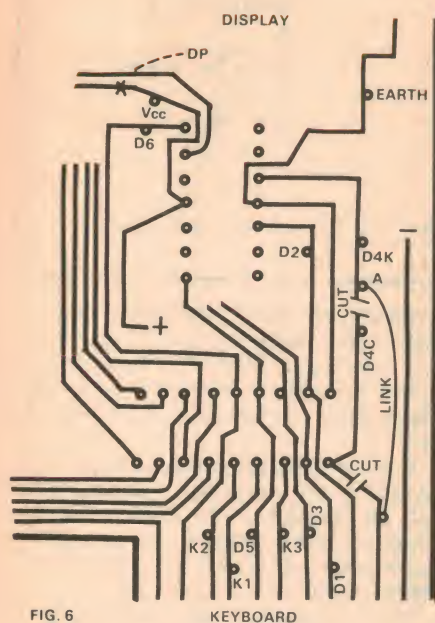 DISPLAY
DP
EARTH
Vcc
D6
D2
D4K
A
CUT
D4C
LINK
+
CUT
K2
D5
K3
D3
K1
D1
FIG. 6
KEYBOARD